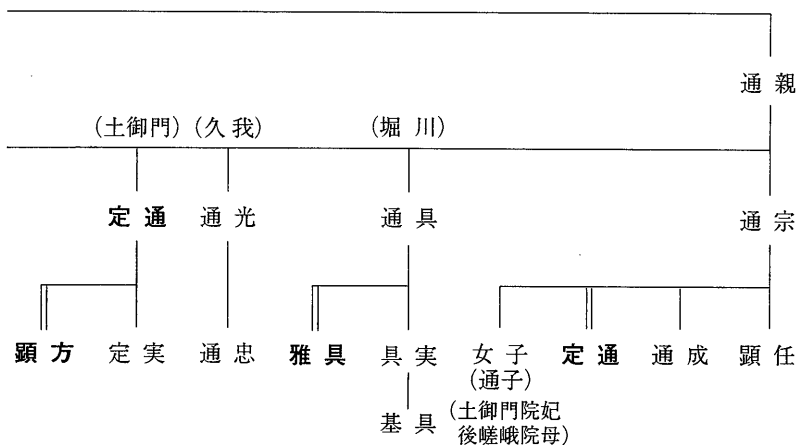 通親
(土御門)(久我) (堀川)
定通 通光 通具 通宗
顕方 定実 通忠 雅具 具実 女子 定通 通成 顕任
(通子)
基具 (土御門院妃
後嵯峨院母)